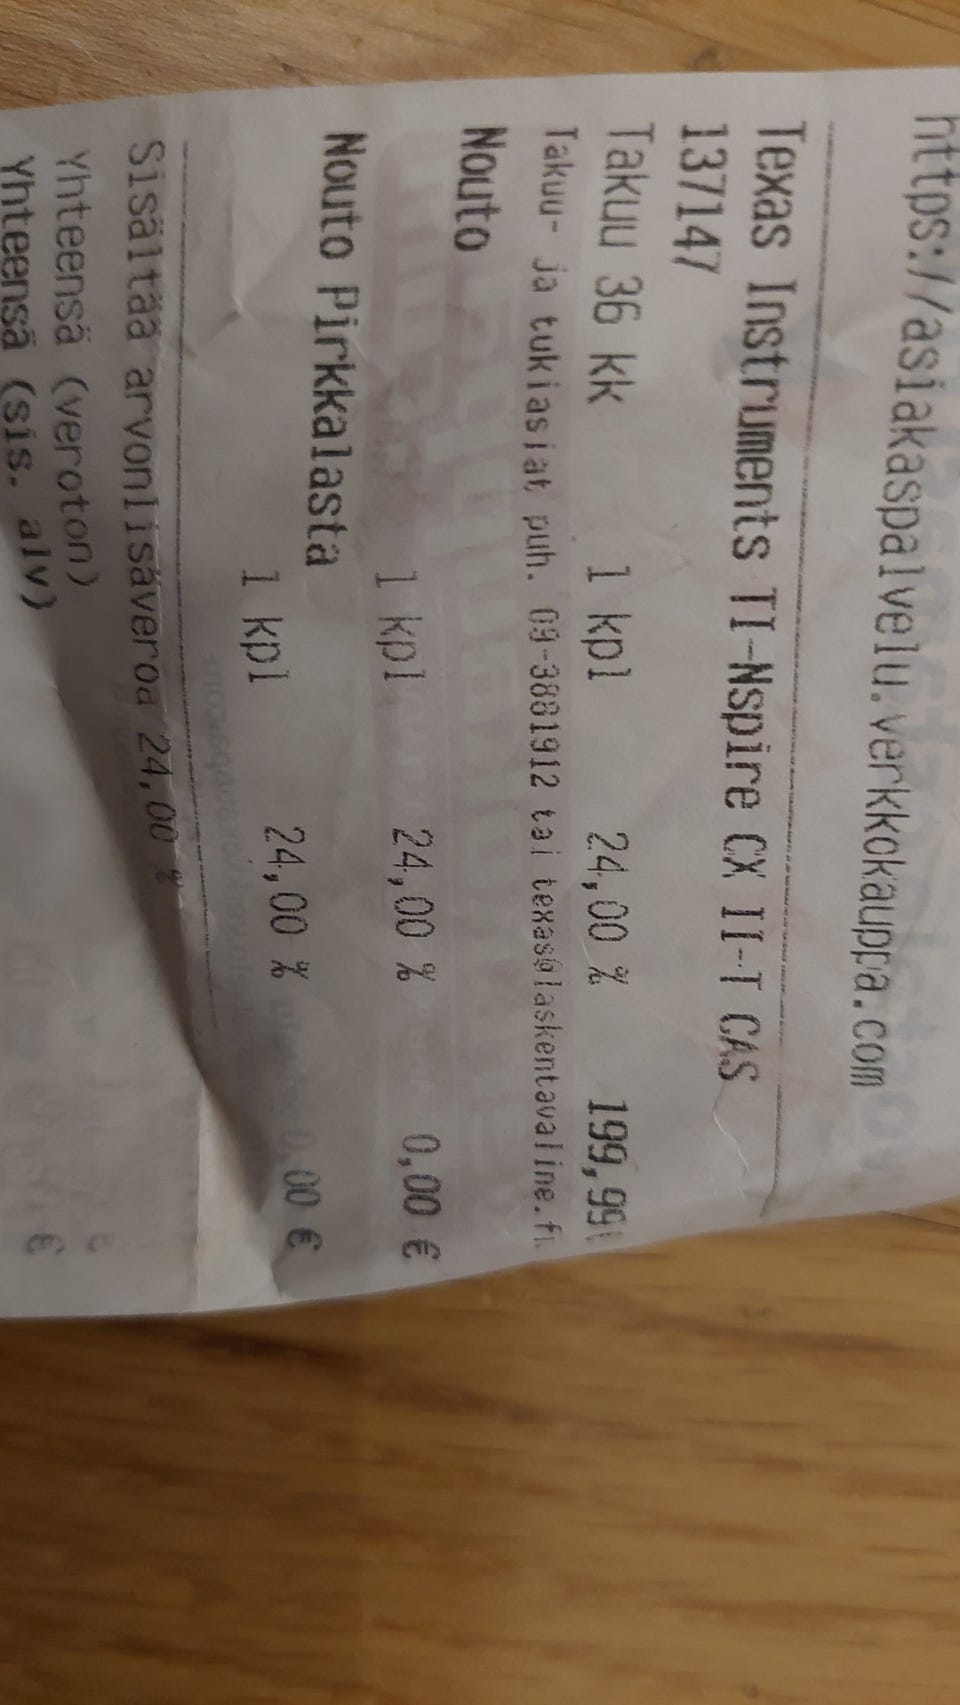 https://asiakaspalvelu.verkkokauppa.com
Texas Instruments TI-Nspire CX II-T CAS
137147
Takuu 36 kk 1 kpl 24,00 % 199,99
Takuu- ja tukiasiat puh. 09-3881912 tai texas@laskentavaline.fi.
Nouto
1 kpl 24,00 % 0,00 €
Nouto Pirkkalasta
1 kpl 24,00 % 0,00 €
Sisältää arvonlisäveroa 24,00 %
Yhteensä (veroton) €
Yhteensä (sis. alv) €